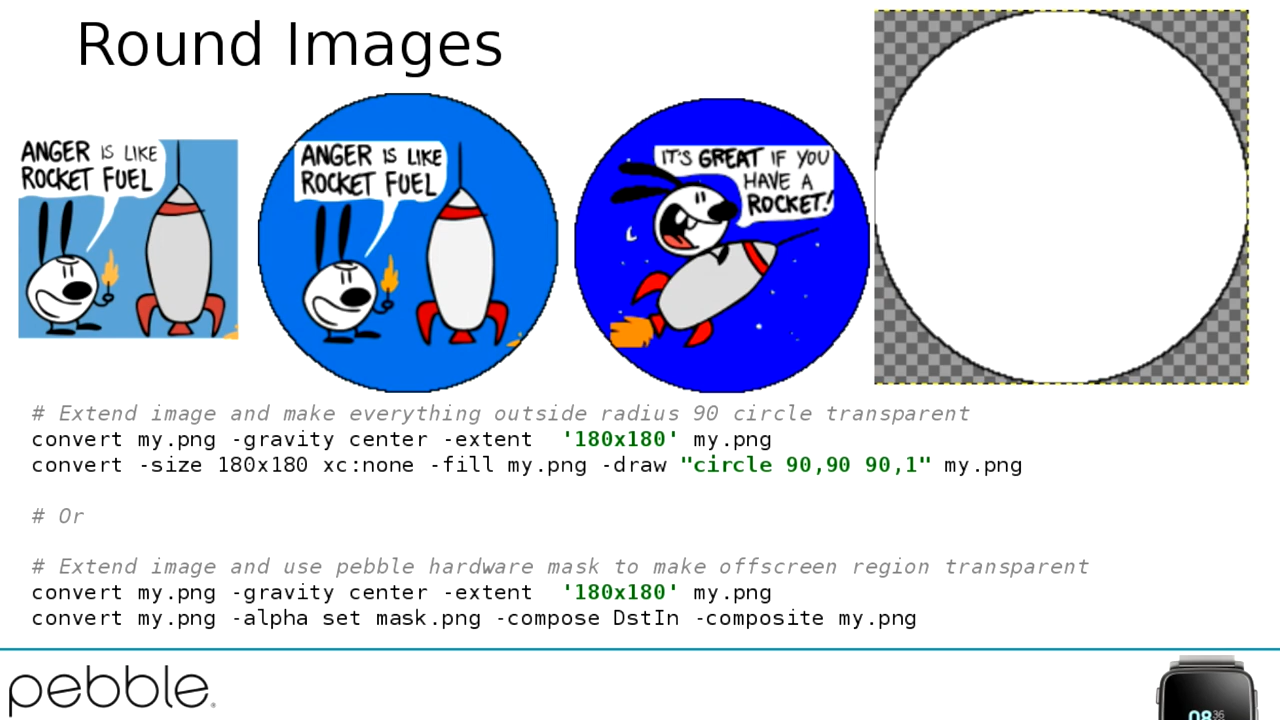 Round Images
ANGER IS LIKE
ROCKET FUEL
ANGER IS LIKE
ROCKET FUEL
IT'S GREAT IF YOU
HAVE A
ROCKET!
# Extend image and make everything outside radius 90 circle transparent
convert my.png -gravity center -extent  '180x180' my.png
convert -size 180x180 xc:none -fill my.png -draw "circle 90,90 90,1" my.png
# Or
# Extend image and use pebble hardware mask to make offscreen region transparent
convert my.png -gravity center -extent  '180x180' my.png
convert my.png -alpha set mask.png -compose DstIn -composite my.png
pebble
08 36